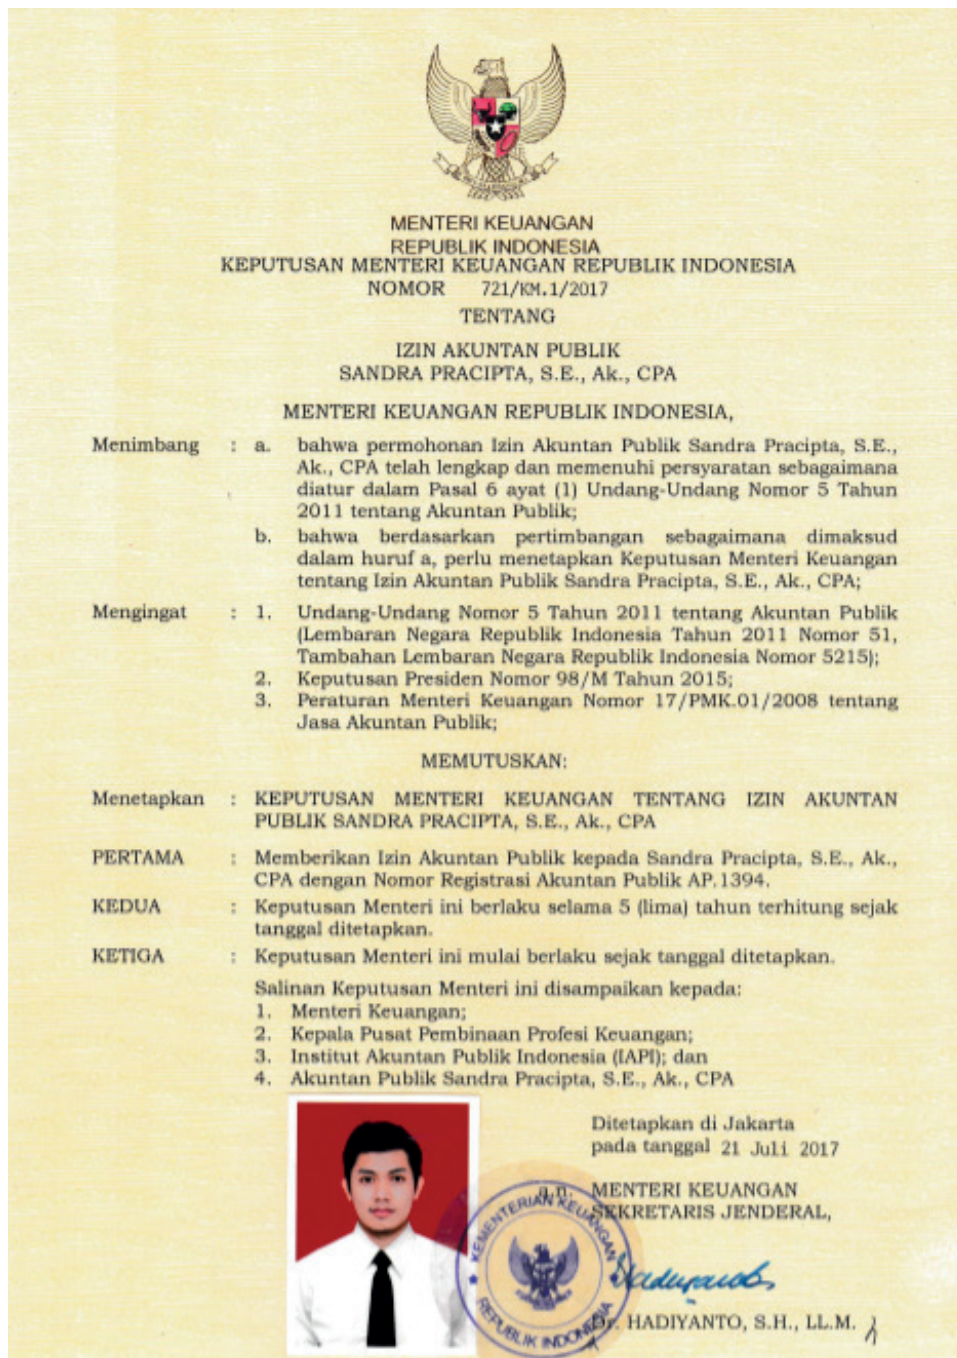 MENTERI KEUANGAN
REPUBLIK INDONESIA
KEPUTUSAN MENTERI KEUANGAN REPUBLIK INDONESIA
NOMOR 721/KM.1/2017
TENTANG
IZIN AKUNTAN PUBLIK
SANDRA PRACIPTA, S.E., Ak., CPA
MENTERI KEUANGAN REPUBLIK INDONESIA,
Menimbang : a. bahwa permohonan Izin Akuntan Publik Sandra Pracipta, S.E.,
Ak., CPA telah lengkap dan memenuhi persyaratan sebagaimana
diatur dalam Pasal 6 ayat (1) Undang-Undang Nomor 5 Tahun
2011 tentang Akuntan Publik;
b. bahwa berdasarkan pertimbangan sebagaimana dimaksud
dalam huruf a, perlu menetapkan Keputusan Menteri Keuangan
tentang Izin Akuntan Publik Sandra Pracipta, S.E., Ak., CPA;
Mengingat : 1. Undang-Undang Nomor 5 Tahun 2011 tentang Akuntan Publik
(Lembaran Negara Republik Indonesia Tahun 2011 Nomor 51,
Tambahan Lembaran Negara Republik Indonesia Nomor 5215);
2. Keputusan Presiden Nomor 98/M Tahun 2015;
3. Peraturan Menteri Keuangan Nomor 17/PMK.01/2008 tentang
Jasa Akuntan Publik;
MEMUTUSKAN:
Menetapkan : KEPUTUSAN MENTERI KEUANGAN TENTANG IZIN AKUNTAN
PUBLIK SANDRA PRACIPTA, S.E., Ak., CPA
PERTAMA : Memberikan Izin Akuntan Publik kepada Sandra Pracipta, S.E., Ak.,
CPA dengan Nomor Registrasi Akuntan Publik AP.1394.
KEDUA : Keputusan Menteri ini berlaku selama 5 (lima) tahun terhitung sejak
tanggal ditetapkan.
KETIGA : Keputusan Menteri ini mulai berlaku sejak tanggal ditetapkan.
Salinan Keputusan Menteri ini disampaikan kepada:
1. Menteri Keuangan;
2. Kepala Pusat Pembinaan Profesi Keuangan;
3. Institut Akuntan Publik Indonesia (IAPI); dan
4. Akuntan Publik Sandra Pracipta, S.E., Ak., CPA
Ditetapkan di Jakarta
pada tanggal 21 Juli 2017
a.n. MENTERI KEUANGAN
SEKRETARIS JENDERAL,
KEMENTERIAN KEUANGAN
REPUBLIK INDONESIA
Dr. HADIYANTO, S.H., LL.M.